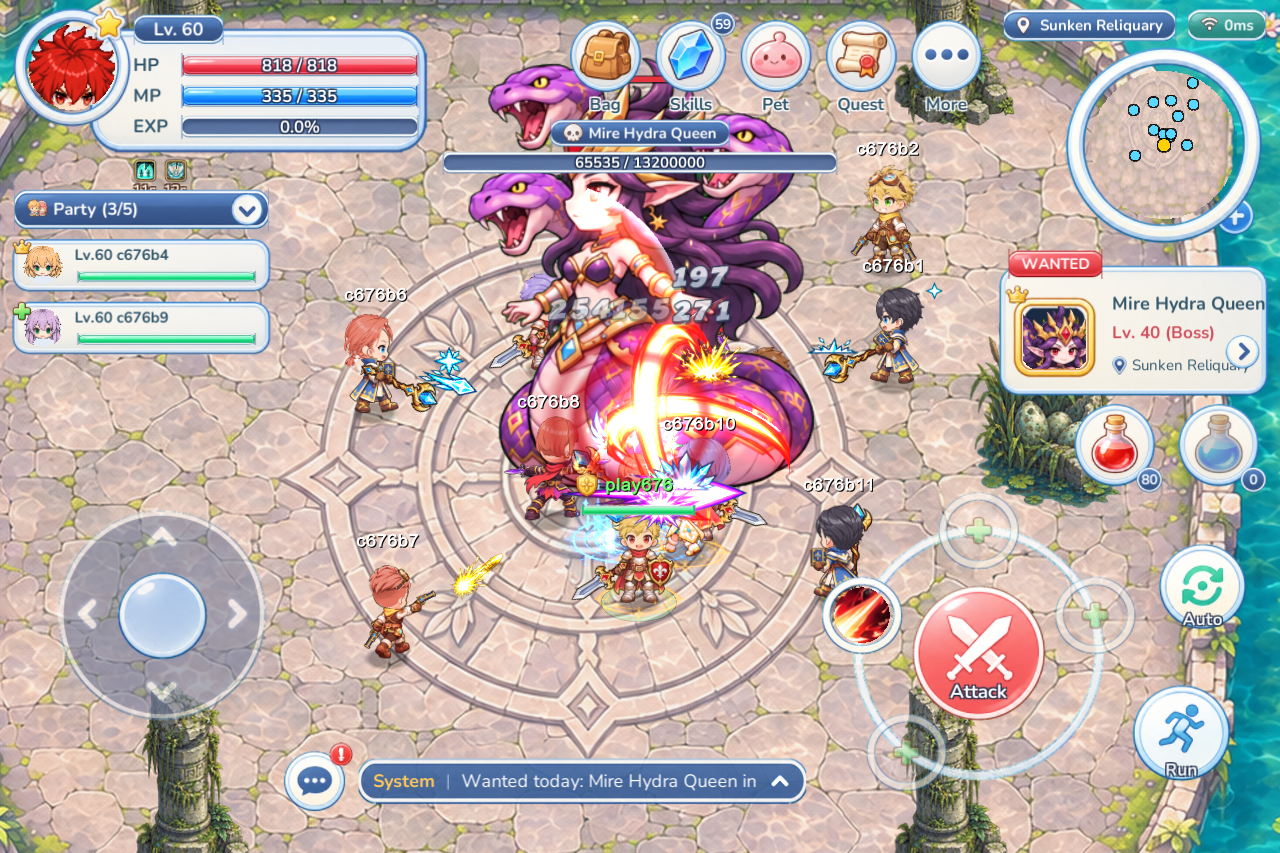 Lv. 60
HP 818 / 818
MP 335 / 335
EXP 0.0%
Bag
59
Skills
Pet
Quest
More
Sunken Reliquary
0ms
Mire Hydra Queen
65535 / 13200000
Party (3/5)
Lv.60 c676b4
Lv.60 c676b9
WANTED
Mire Hydra Queen
Lv. 40 (Boss)
Sunken Reliquary
c676b2
c676b1
c676b6
197
271
c676b8
c676b10
play676
c676b11
c676b7
80
0
Auto
Attack
Run
System | Wanted today: Mire Hydra Queen in